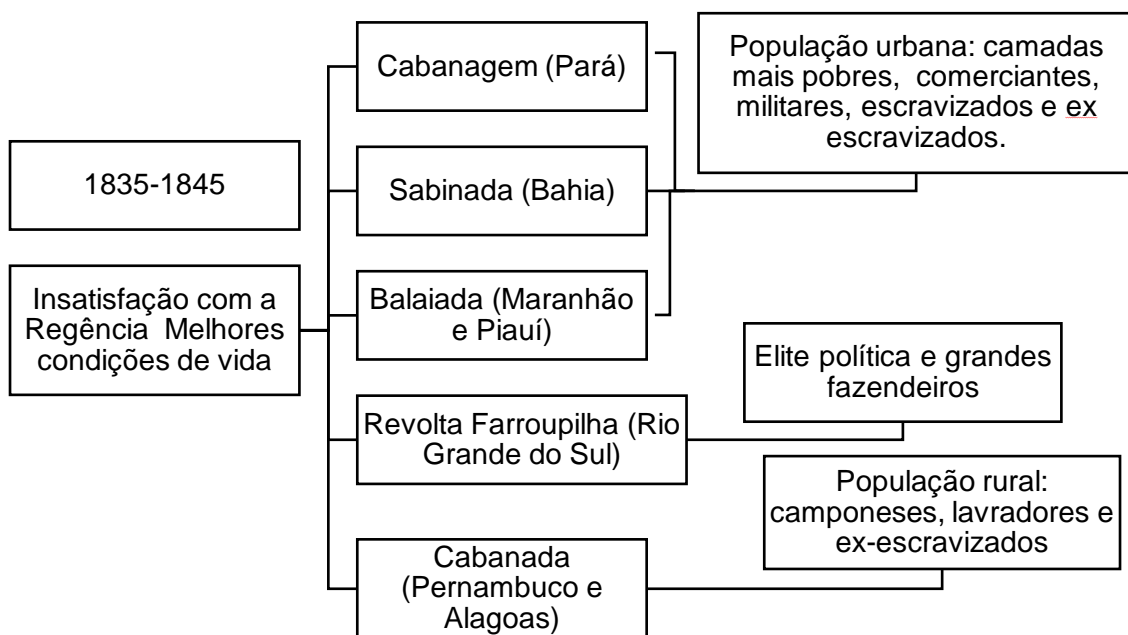 1835-1845
Insatisfação com a
Regência Melhores
condições de vida
Cabanagem (Pará)
Sabinada (Bahia)
Balaiada (Maranhão
e Piauí)
Revolta Farroupilha (Rio
Grande do Sul)
Cabanada
(Pernambuco e
Alagoas)
População urbana: camadas
mais pobres, comerciantes,
militares, escravizados e ex
escravizados.
Elite política e grandes
fazendeiros
População rural:
camponeses, lavradores e
ex-escravizados